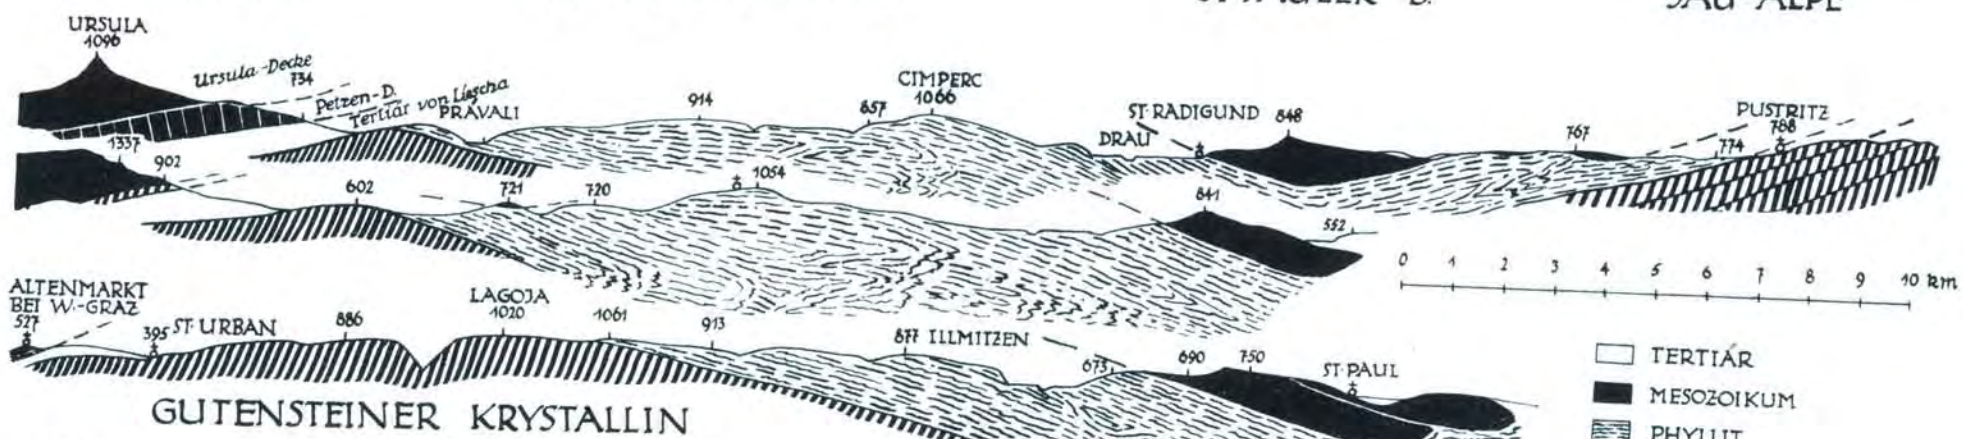 SAU ALPE
URSULA
1096
Ursula-Decke
734
Petzen-D.
Tertiär von Liescha
PRÄVALI
914
857
CIMPERC
1066
DRAU
ST RADIGUND
848
767
774
PUSTRITZ
788
1337
902
602
721
720
1054
841
552
0 1 2 3 4 5 6 7 8 9 10 km
ALTENMARKT
BEI W.-GRAZ
527
395
ST. URBAN
886
LAGOJA
1020
1061
913
877 ILLMITZEN
673
690
750
ST. PAUL
GUTENSTEINER KRYSTALLIN
TERTIÄR
MESOZOIKUM
PHYLLIT